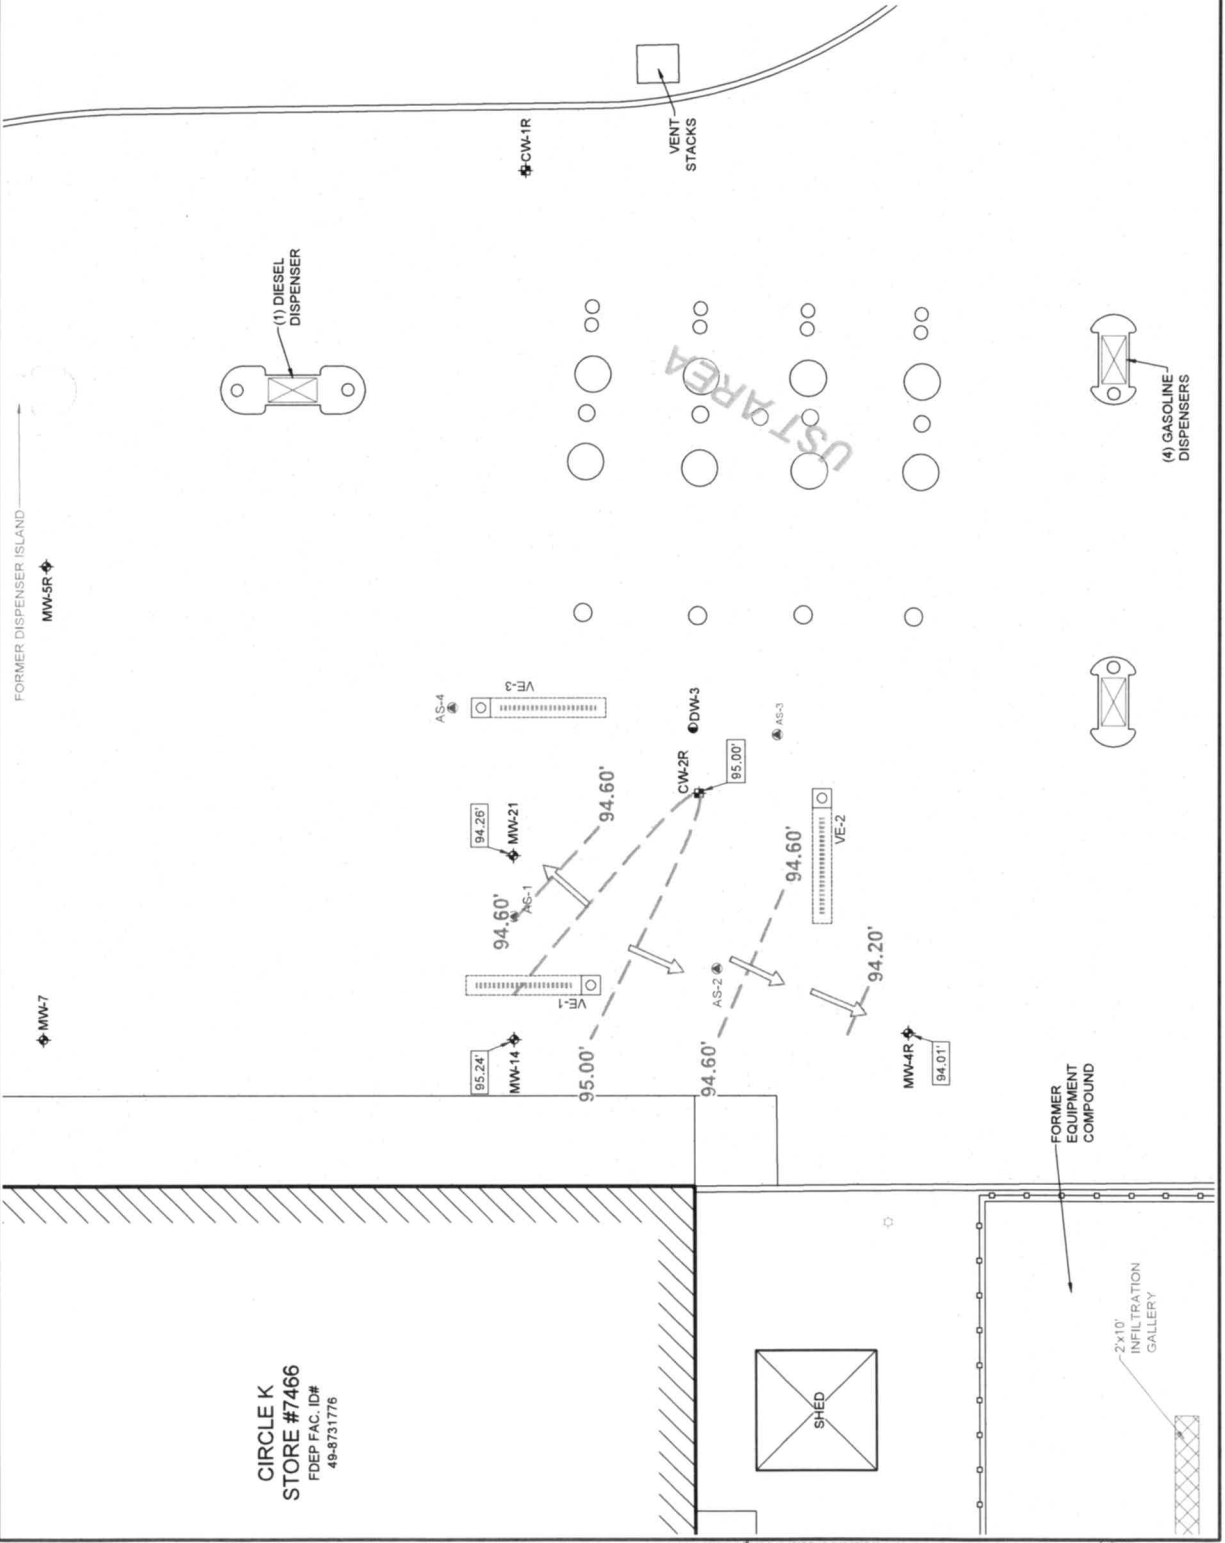 FORMER DISPENSER ISLAND
MW-5R
MW-7
(1) DIESEL
DISPENSER
CW-1R
VENT
STACKS
UST AREA
(4) GASOLINE
DISPENSERS
AS-4
VE-3
DW-3
AS-3
CW-2R
95.00'
94.26'
MW-21
94.60'
94.60'
AS-1
VE-1
95.24'
MW-14
95.00'
94.60'
94.60'
AS-2
VE-2
94.20'
MW-4R
94.01'
FORMER
EQUIPMENT
COMPOUND
CIRCLE K
STORE #7466
FDEP FAC. ID#
49-8731776
SHED
2'x10'
INFILTRATION
GALLERY